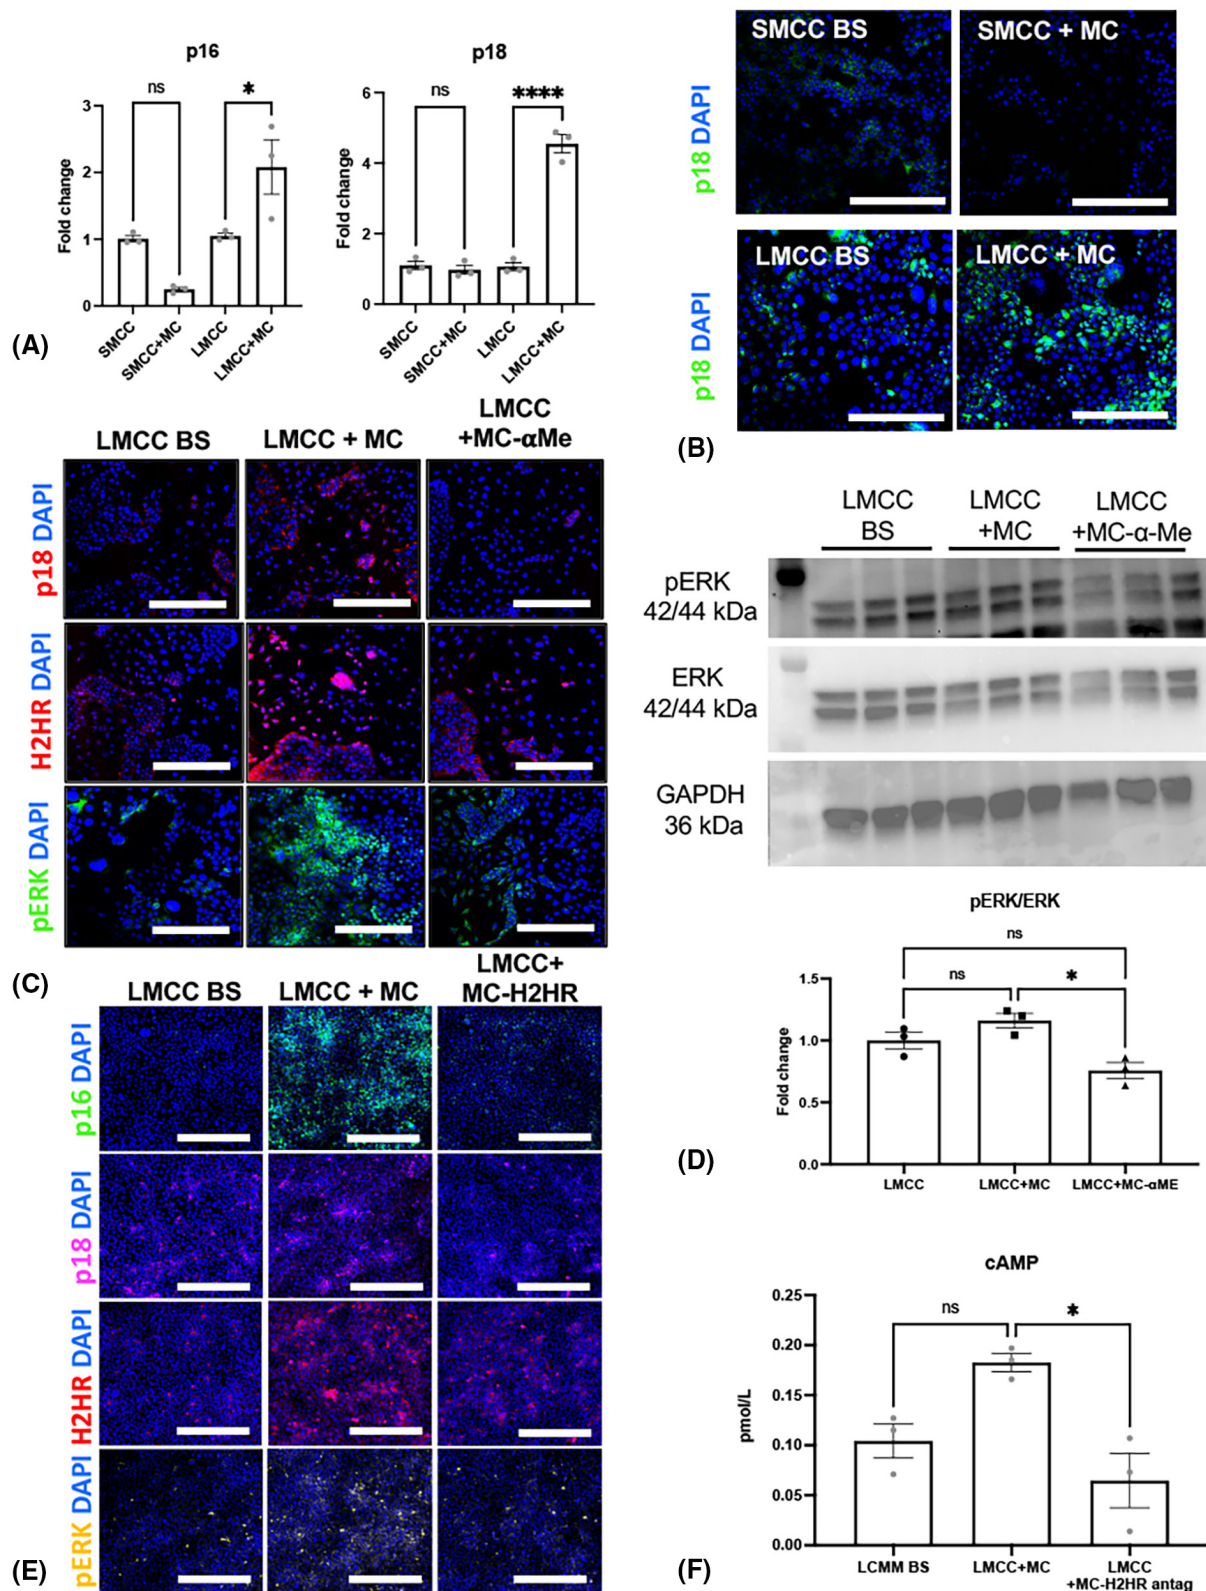 p16
ns
*
3
2
1
0
Fold change
SMCC
SMCC+MC
LMCC
LMCC+MC
p18
ns
****
6
4
2
0
Fold change
SMCC
SMCC+MC
LMCC
LMCC+MC
(A)
SMCC BS
SMCC + MC
p18 DAPI
LMCC BS
LMCC + MC
p18 DAPI
(B)
LMCC BS
LMCC + MC
LMCC
+MC-αMe
p18 DAPI
H2HR DAPI
pERK DAPI
(C)
LMCC
BS
LMCC
+MC
LMCC
+MC-α-Me
pERK
42/44 kDa
ERK
42/44 kDa
GAPDH
36 kDa
pERK/ERK
ns
ns
*
1.5
1.0
0.5
0.0
Fold change
LMCC
LMCC+MC
LMCC+MC-αME
(D)
LMCC BS
LMCC + MC
LMCC+
MC-H2HR
p16 DAPI
p18 DAPI
H2HR DAPI
pERK DAPI
(E)
cAMP
ns
*
0.25
0.20
0.15
0.10
0.05
0.00
pmol/L
LCMM BS
LMCC+MC
LMCC
+MC-H2HR antag
(F)